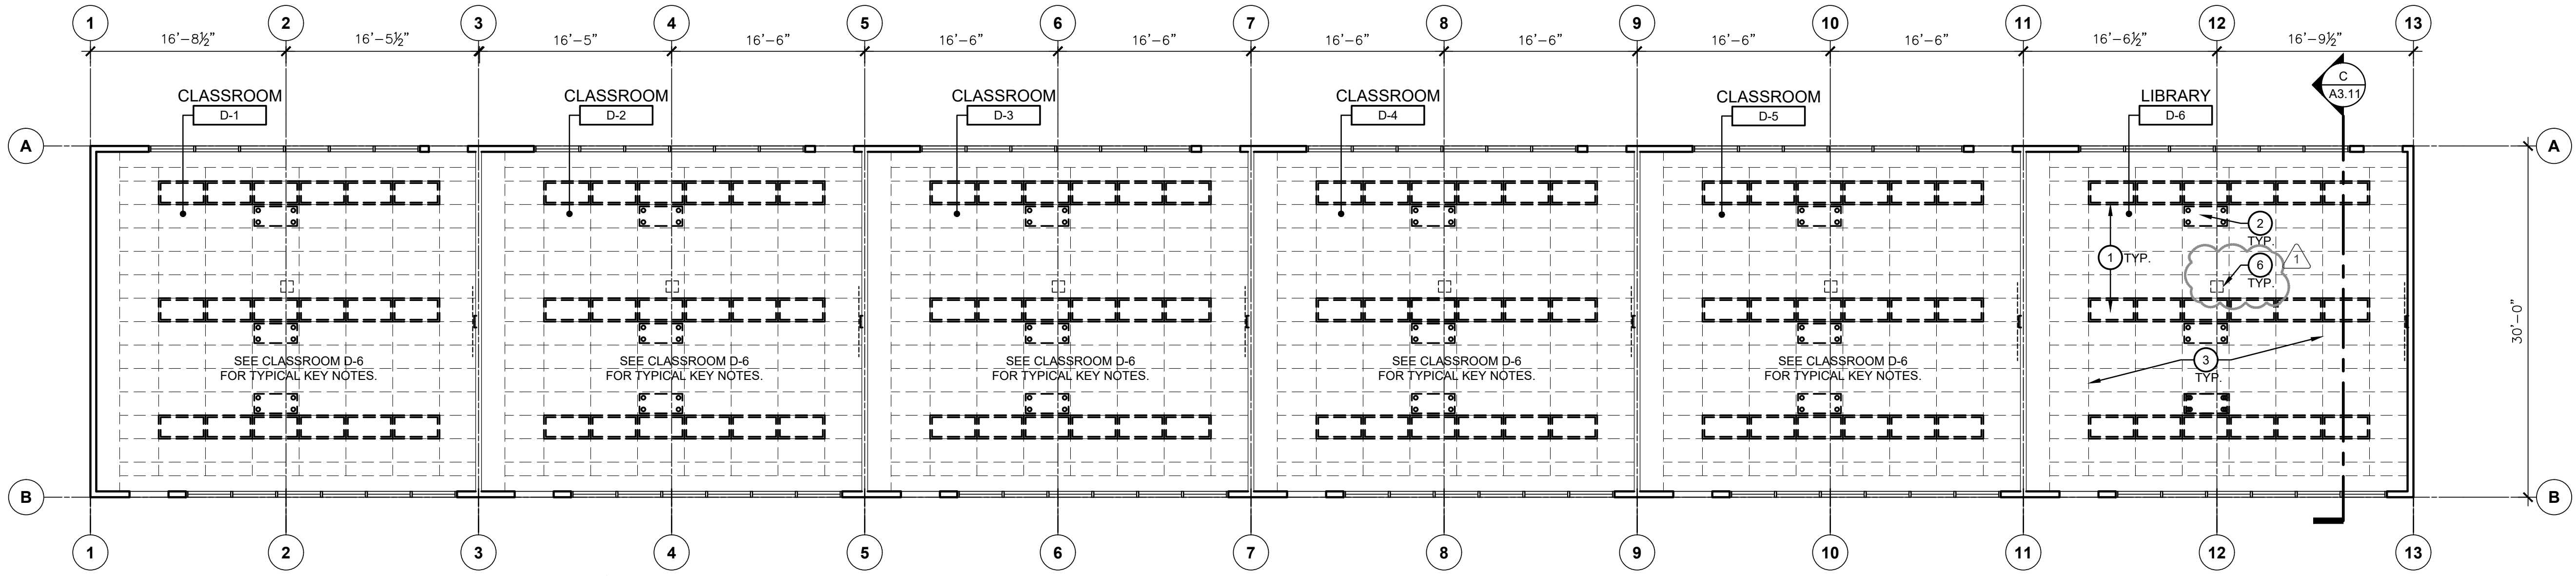 1 2 3 4 5 6 7 8 9 10 11 12 13
16'-8½" 16'-5½" 16'-5" 16'-6" 16'-6" 16'-6" 16'-6" 16'-6" 16'-6" 16'-6" 16'-6½" 16'-9½"
C
A3.11
CLASSROOM CLASSROOM CLASSROOM CLASSROOM CLASSROOM LIBRARY
D-1 D-2 D-3 D-4 D-5 D-6
A A
2
TYP.
1 TYP.
6
TYP.
1
30'-0"
SEE CLASSROOM D-6
FOR TYPICAL KEY NOTES.
SEE CLASSROOM D-6
FOR TYPICAL KEY NOTES.
SEE CLASSROOM D-6
FOR TYPICAL KEY NOTES.
SEE CLASSROOM D-6
FOR TYPICAL KEY NOTES.
SEE CLASSROOM D-6
FOR TYPICAL KEY NOTES.
3
TYP.
B B
1 2 3 4 5 6 7 8 9 10 11 12 13